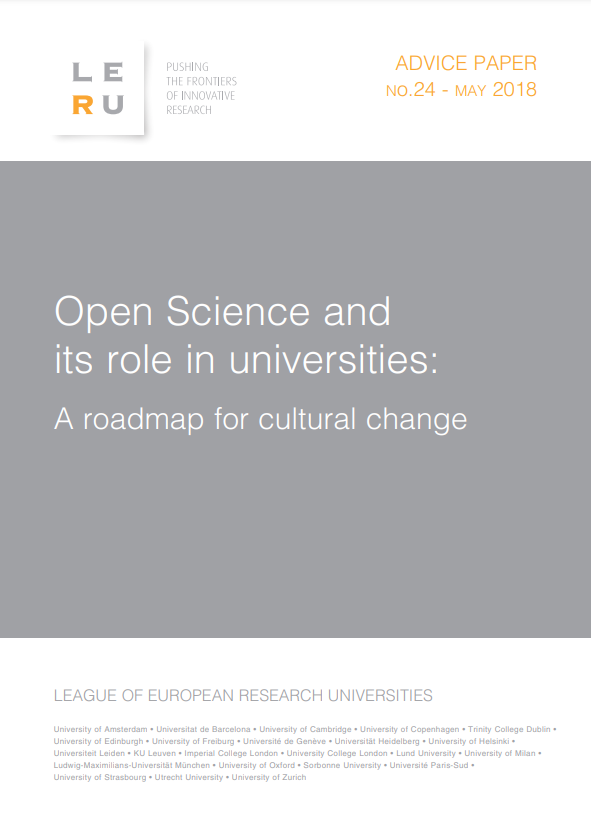 L E
R U
PUSHING
THE FRONTIERS
OF INNOVATIVE
RESEARCH
ADVICE PAPER
NO.24 - MAY 2018
Open Science and
its role in universities:
A roadmap for cultural change
LEAGUE OF EUROPEAN RESEARCH UNIVERSITIES
University of Amsterdam • Universitat de Barcelona • University of Cambridge • University of Copenhagen • Trinity College Dublin •
University of Edinburgh • University of Freiburg • Université de Genève • Universität Heidelberg • University of Helsinki •
Universiteit Leiden • KU Leuven • Imperial College London • University College London • Lund University • University of Milan •
Ludwig-Maximilians-Universität München • University of Oxford • Sorbonne University • Université Paris-Sud •
University of Strasbourg • Utrecht University • University of Zurich